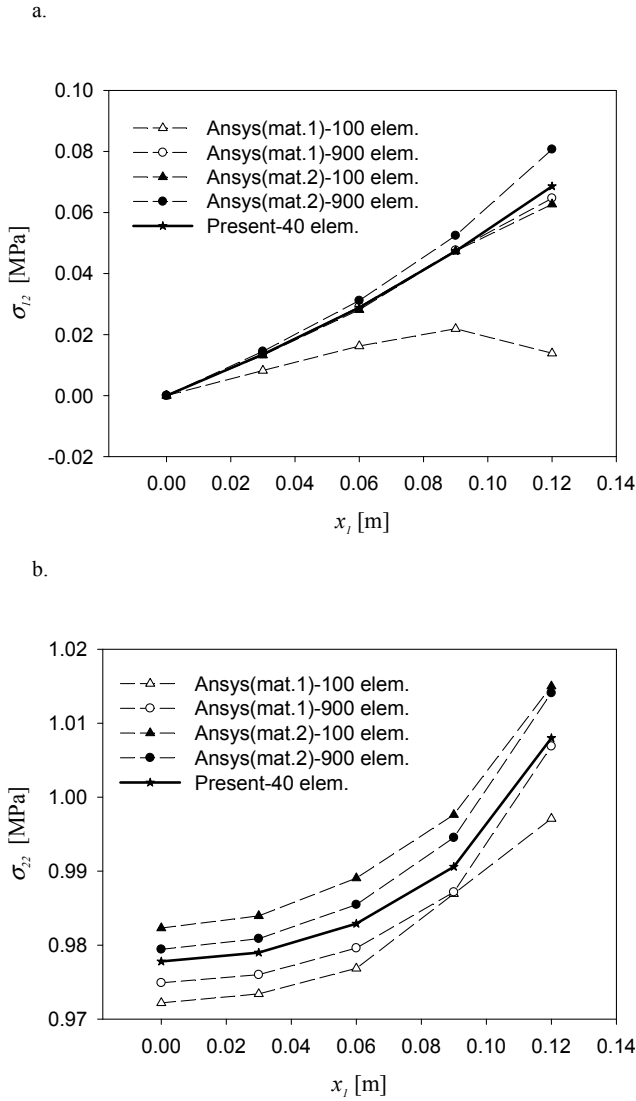 a.
0.10
0.08
0.06
0.04
0.02
0.00
-0.02
σ12 [MPa]
Ansys(mat.1)-100 elem.
Ansys(mat.1)-900 elem.
Ansys(mat.2)-100 elem.
Ansys(mat.2)-900 elem.
Present-40 elem.
0.00 0.02 0.04 0.06 0.08 0.10 0.12 0.14
x1 [m]
b.
1.02
1.01
1.00
0.99
0.98
0.97
σ22 [MPa]
Ansys(mat.1)-100 elem.
Ansys(mat.1)-900 elem.
Ansys(mat.2)-100 elem.
Ansys(mat.2)-900 elem.
Present-40 elem.
0.00 0.02 0.04 0.06 0.08 0.10 0.12 0.14
x1 [m]